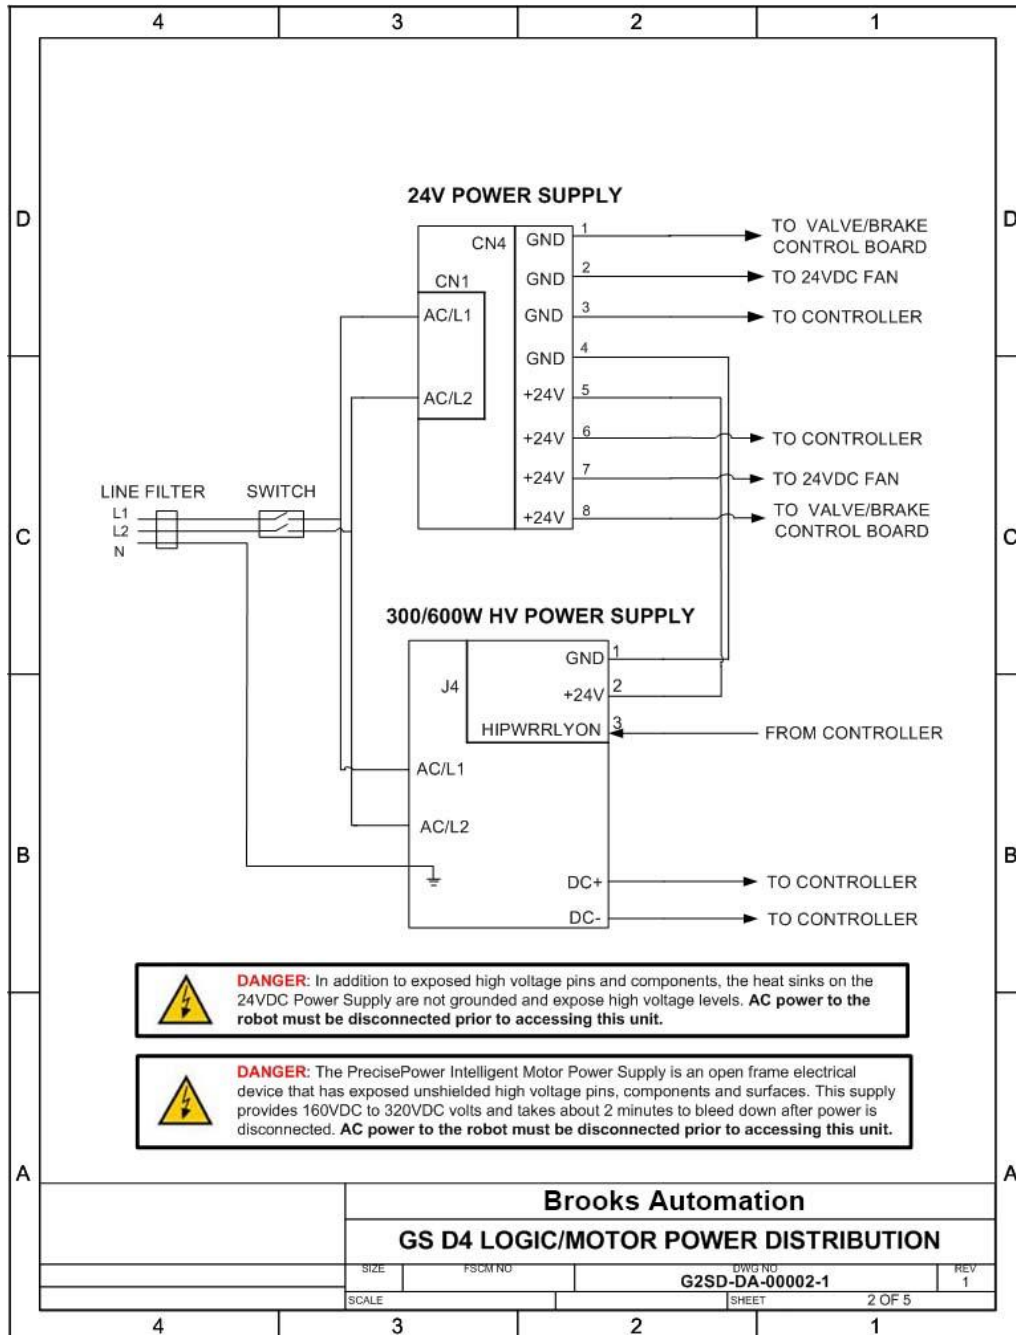 4 3 2 1
24V POWER SUPPLY
D D
CN4
CN1
AC/L1
AC/L2
GND 1 TO VALVE/BRAKE
CONTROL BOARD
GND 2 TO 24VDC FAN
GND 3 TO CONTROLLER
GND 4
+24V 5
+24V 6 TO CONTROLLER
+24V 7 TO 24VDC FAN
+24V 8 TO VALVE/BRAKE
CONTROL BOARD
LINE FILTER SWITCH
L1
L2
N
C C
300/600W HV POWER SUPPLY
J4
GND 1
+24V 2
HIPWRRLYON 3 FROM CONTROLLER
AC/L1
AC/L2
B B
DC+ TO CONTROLLER
DC- TO CONTROLLER
DANGER: In addition to exposed high voltage pins and components, the heat sinks on the
24VDC Power Supply are not grounded and expose high voltage levels. AC power to the
robot must be disconnected prior to accessing this unit.
DANGER: The PrecisePower Intelligent Motor Power Supply is an open frame electrical
device that has exposed unshielded high voltage pins, components and surfaces. This supply
provides 160VDC to 320VDC volts and takes about 2 minutes to bleed down after power is
disconnected. AC power to the robot must be disconnected prior to accessing this unit.
A A
Brooks Automation
GS D4 LOGIC/MOTOR POWER DISTRIBUTION
SIZE FSCM NO DWG NO REV
G2SD-DA-00002-1 1
SCALE SHEET 2 OF 5
4 3 2 1